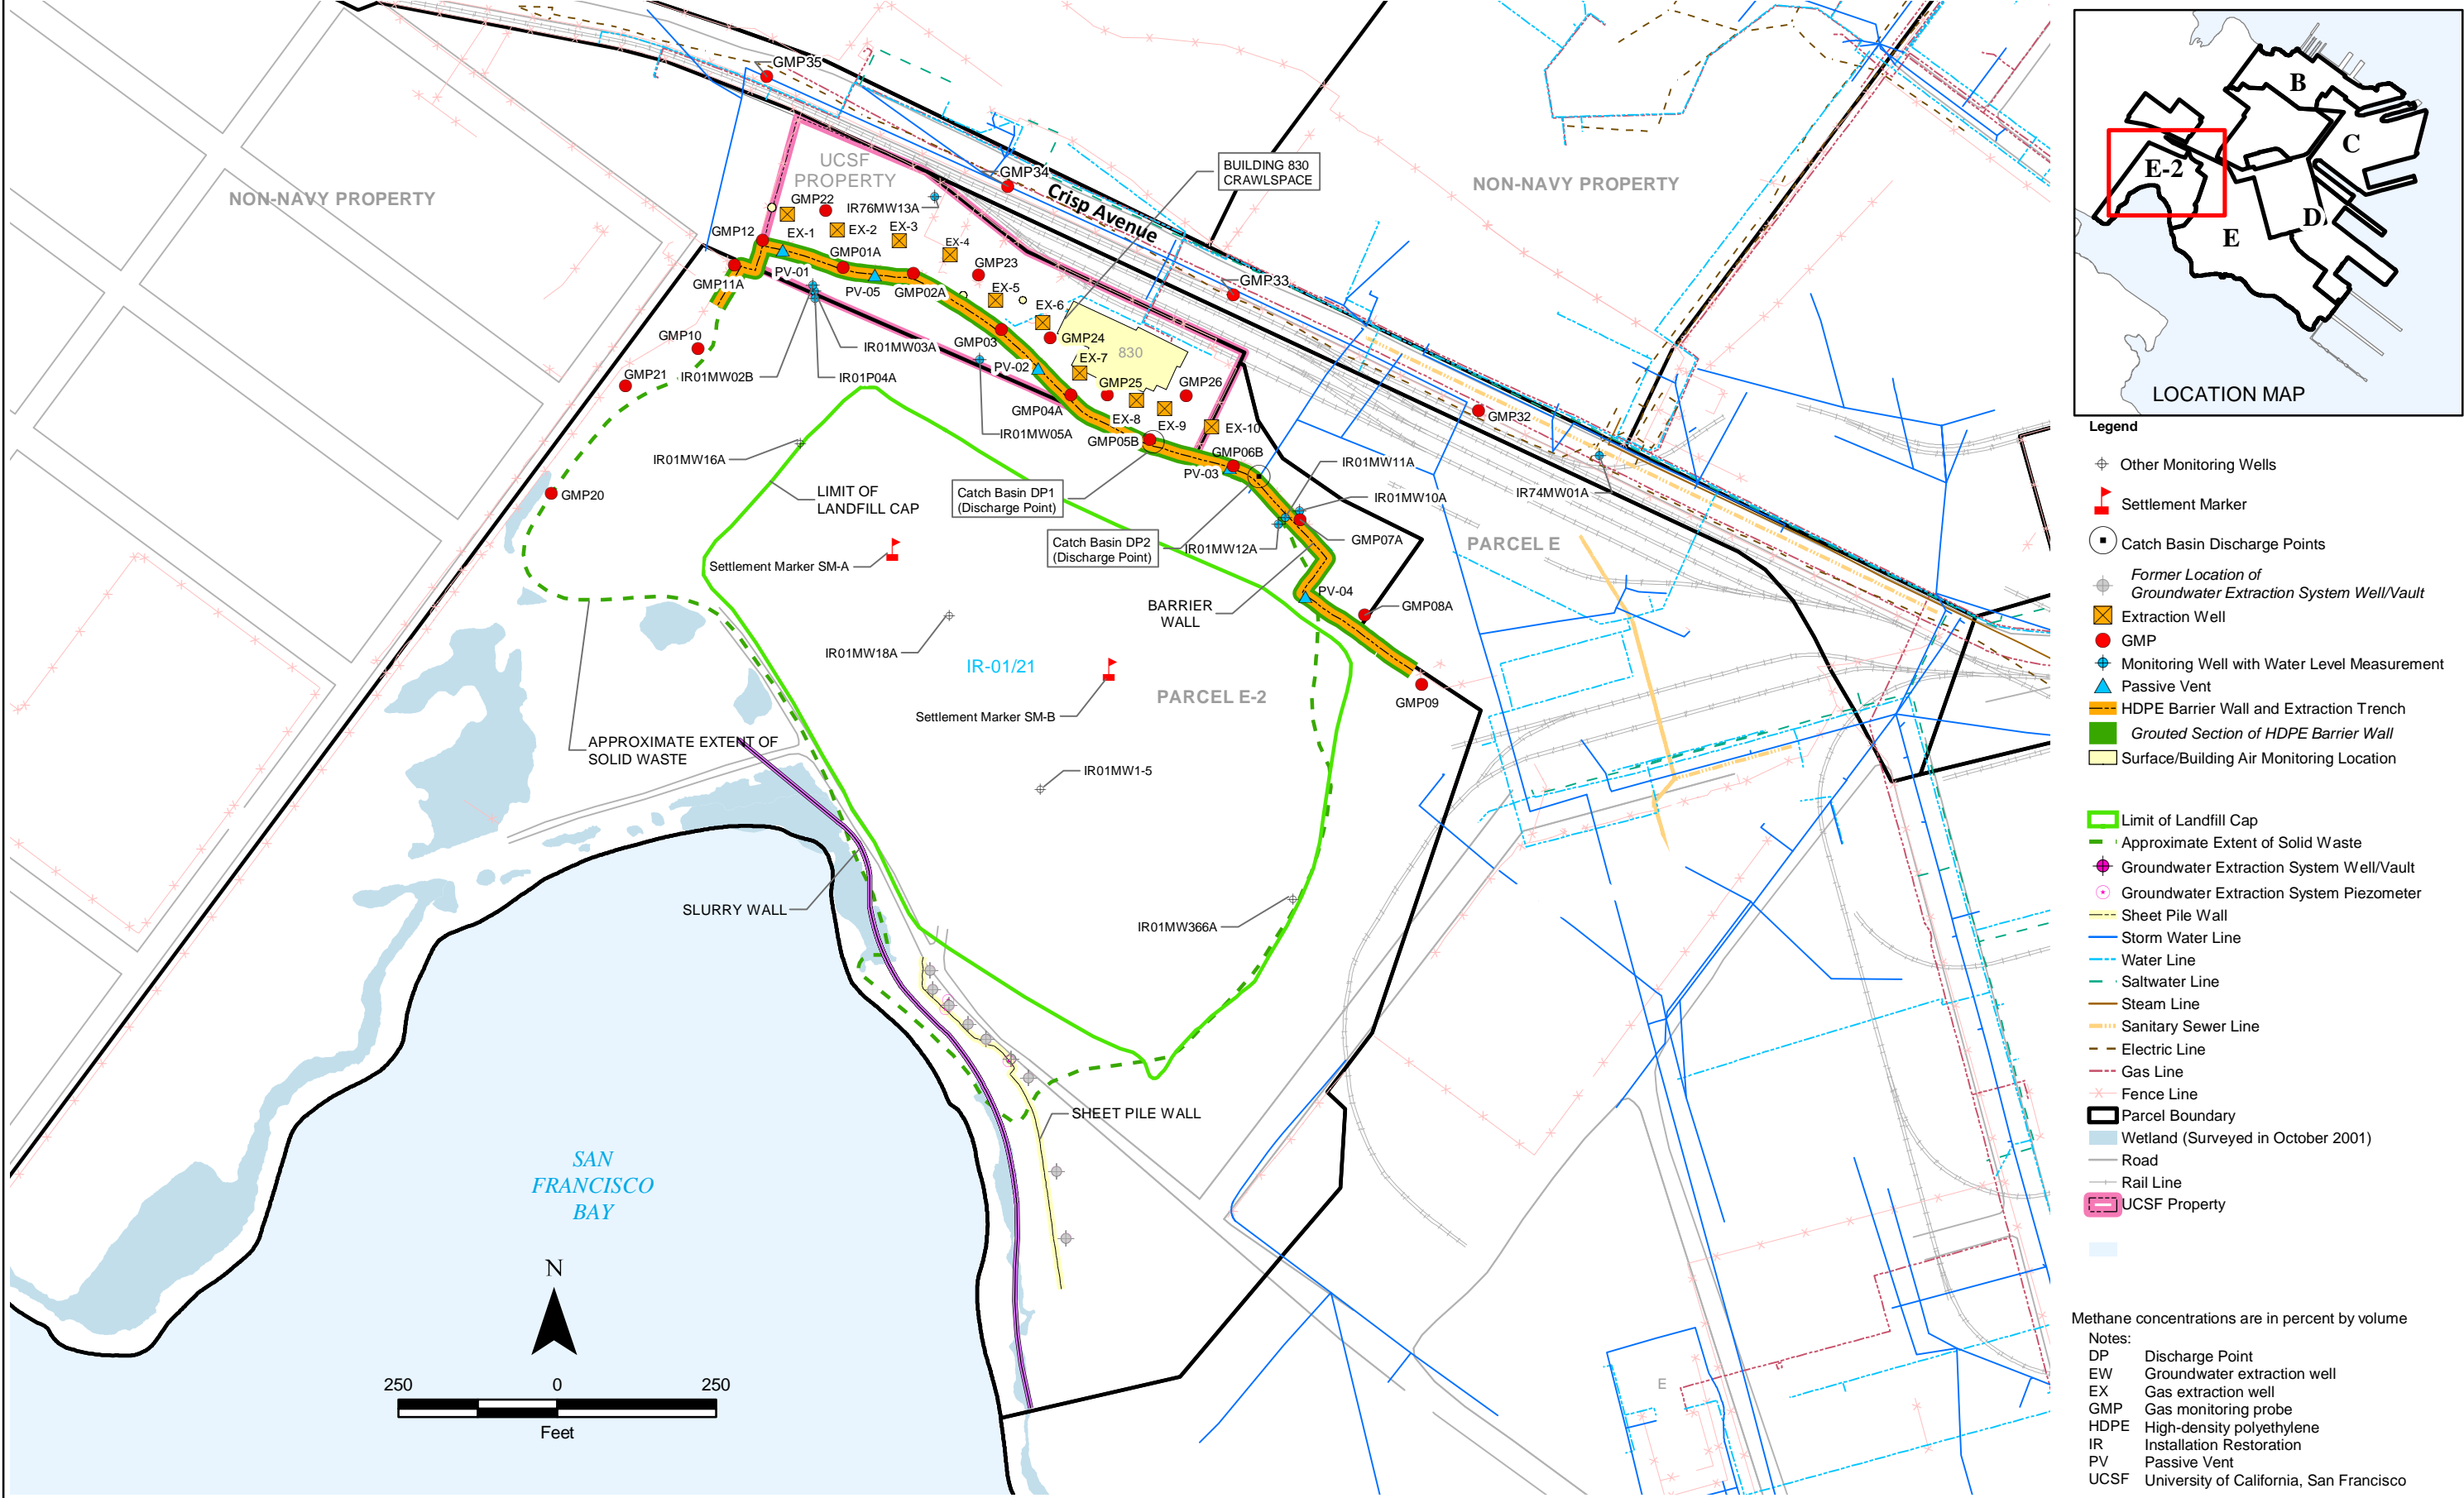 GMP35
UCSF
PROPERTY
NON-NAVY PROPERTY
GMP34
Crisp Avenue
BUILDING 830
CRAWLSPACE
NON-NAVY PROPERTY
GMP22
IR76MW13A
GMP12
EX-1
EX-2
EX-3
EX-4
GMP01A
GMP23
GMP33
GMP11A
PV-01
PV-05
GMP02A
EX-5
EX-6
GMP10
IR01MW03A
GMP03
GMP24
830
EX-7
PV-02
GMP21
IR01MW02B
IR01P04A
GMP25
GMP26
GMP04A
GMP32
EX-8
EX-9
EX-10
IR01MW05A
GMP05B
GMP06B
IR01MW16A
PV-03
IR01MW11A
GMP20
LIMIT OF
LANDFILL CAP
Catch Basin DP1
(Discharge Point)
IR01MW10A
IR74MW01A
Catch Basin DP2
(Discharge Point)
IR01MW12A
GMP07A
PARCEL E
Settlement Marker SM-A
PV-04
BARRIER
WALL
GMP08A
IR01MW18A
IR-01/21
PARCEL E-2
GMP09
Settlement Marker SM-B
APPROXIMATE EXTENT OF
SOLID WASTE
IR01MW1-5
SLURRY WALL
IR01MW366A
SHEET PILE WALL
SAN
FRANCISCO
BAY
N
250 0 250
Feet
E
B
C
E-2
D
E
LOCATION MAP
Legend
Other Monitoring Wells
Settlement Marker
Catch Basin Discharge Points
Former Location of
Groundwater Extraction System Well/Vault
Extraction Well
GMP
Monitoring Well with Water Level Measurement
Passive Vent
HDPE Barrier Wall and Extraction Trench
Grouted Section of HDPE Barrier Wall
Surface/Building Air Monitoring Location
Limit of Landfill Cap
Approximate Extent of Solid Waste
Groundwater Extraction System Well/Vault
Groundwater Extraction System Piezometer
Sheet Pile Wall
Storm Water Line
Water Line
Saltwater Line
Steam Line
Sanitary Sewer Line
Electric Line
Gas Line
Fence Line
Parcel Boundary
Wetland (Surveyed in October 2001)
Road
Rail Line
UCSF Property
Methane concentrations are in percent by volume
Notes:
DP Discharge Point
EW Groundwater extraction well
EX Gas extraction well
GMP Gas monitoring probe
HDPE High-density polyethylene
IR Installation Restoration
PV Passive Vent
UCSF University of California, San Francisco